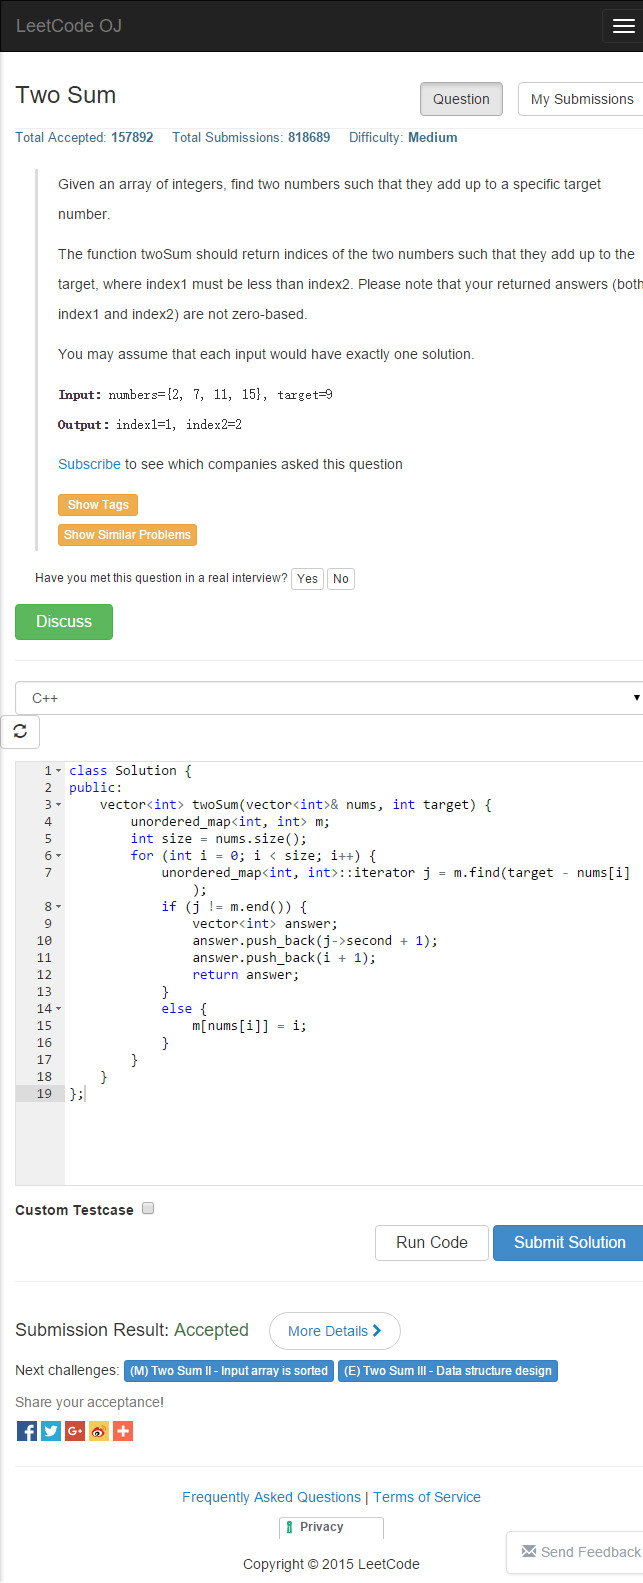 LeetCode OJ
Two Sum
Question
My Submissions
Total Accepted: 157892 Total Submissions: 818689 Difficulty: Medium
Given an array of integers, find two numbers such that they add up to a specific target
number.
The function twoSum should return indices of the two numbers such that they add up to the
target, where index1 must be less than index2. Please note that your returned answers (both
index1 and index2) are not zero-based.
You may assume that each input would have exactly one solution.
Input: numbers={2, 7, 11, 15}, target=9
Output: index1=1, index2=2
Subscribe to see which companies asked this question
Show Tags
Show Similar Problems
Have you met this question in a real interview? Yes No
Discuss
C++
1 class Solution {
2 public:
3     vector<int> twoSum(vector<int>& nums, int target) {
4         unordered_map<int, int> m;
5         int size = nums.size();
6         for (int i = 0; i < size; i++) {
7             unordered_map<int, int>::iterator j = m.find(target - nums[i]
                );
8             if (j != m.end()) {
9                 vector<int> answer;
10                 answer.push_back(j->second + 1);
11                 answer.push_back(i + 1);
12                 return answer;
13             }
14             else {
15                 m[nums[i]] = i;
16             }
17         }
18     }
19 };
Custom Testcase
Run Code
Submit Solution
Submission Result: Accepted
More Details
Next challenges: (M) Two Sum II - Input array is sorted (E) Two Sum III - Data structure design
Share your acceptance!
Frequently Asked Questions | Terms of Service
Privacy
Send Feedback
Copyright © 2015 LeetCode